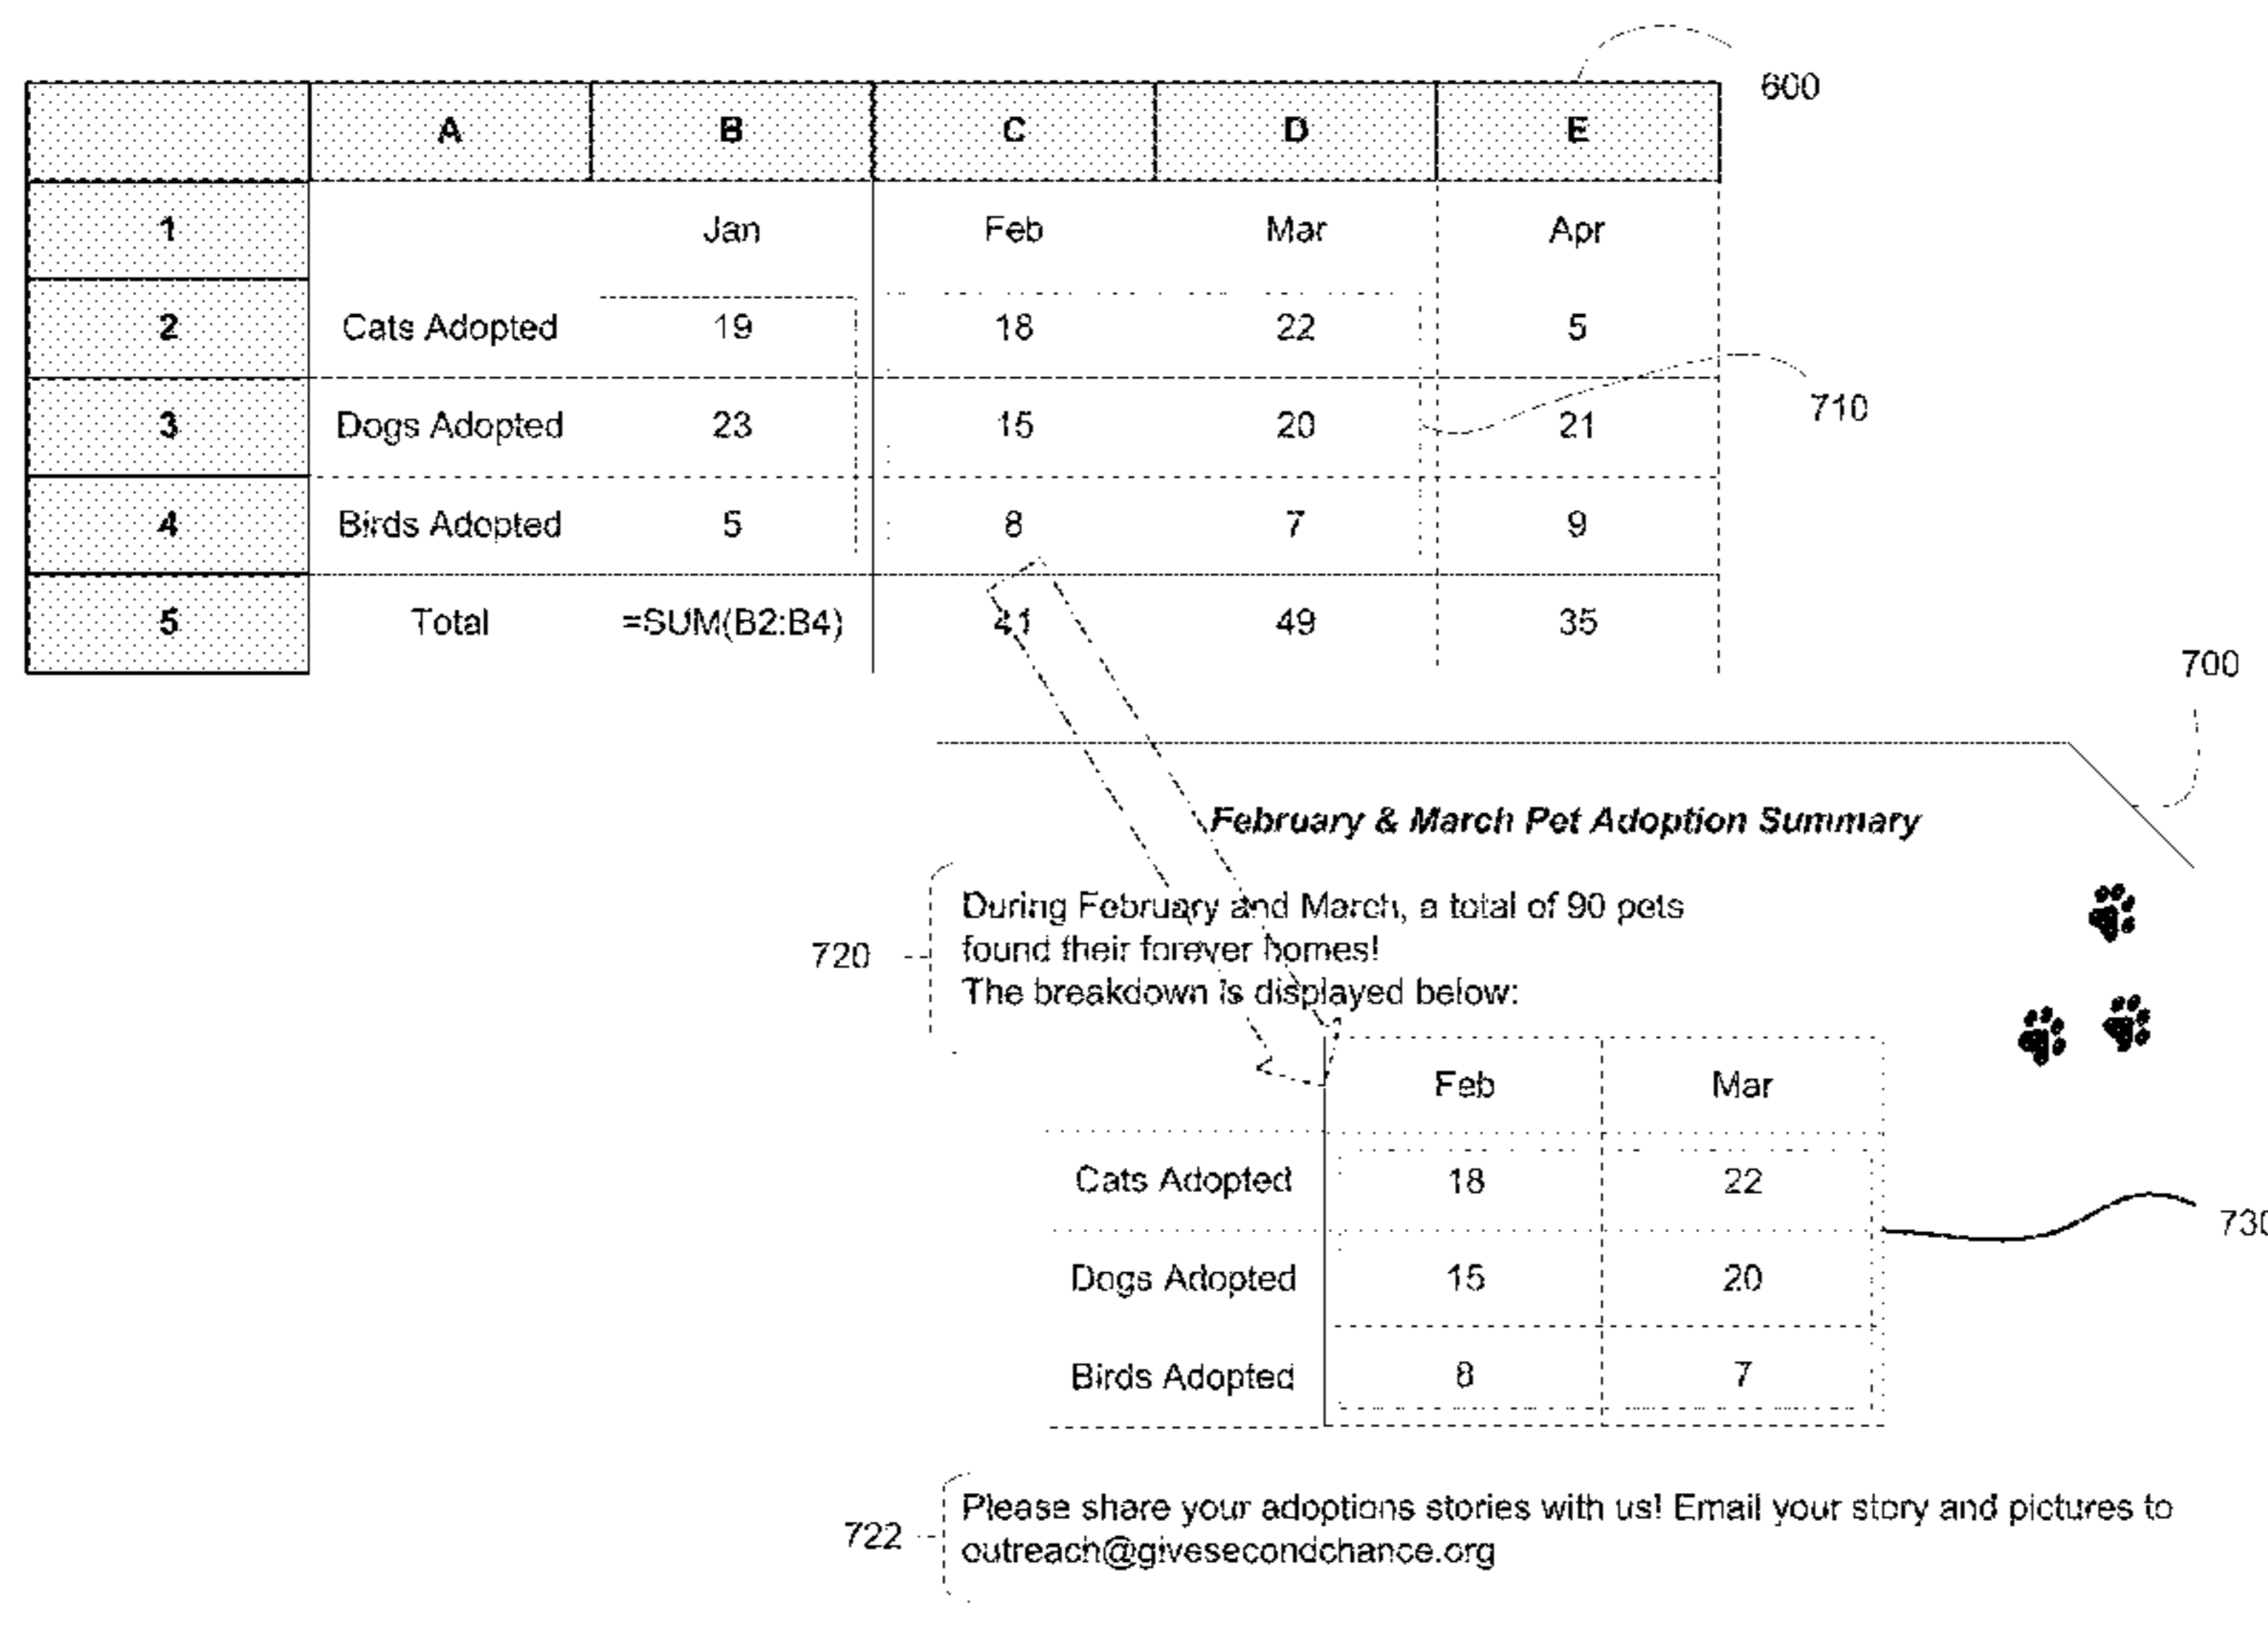 600
A B C D E
1 Jan Feb Mar Apr
2 Cats Adopted 19 18 22 5
710
3 Dogs Adopted 23 15 20 21
4 Birds Adopted 5 8 7 9
5 Total =SUM(B2:B4) 41 49 35
700
February & March Pet Adoption Summary
720
During February and March, a total of 90 pets
found their forever homes!
The breakdown is displayed below:
Feb Mar
Cats Adopted 18 22
730
Dogs Adopted 15 20
Birds Adopted 8 7
722
Please share your adoptions stories with us! Email your story and pictures to
outreach@givesecondchance.org